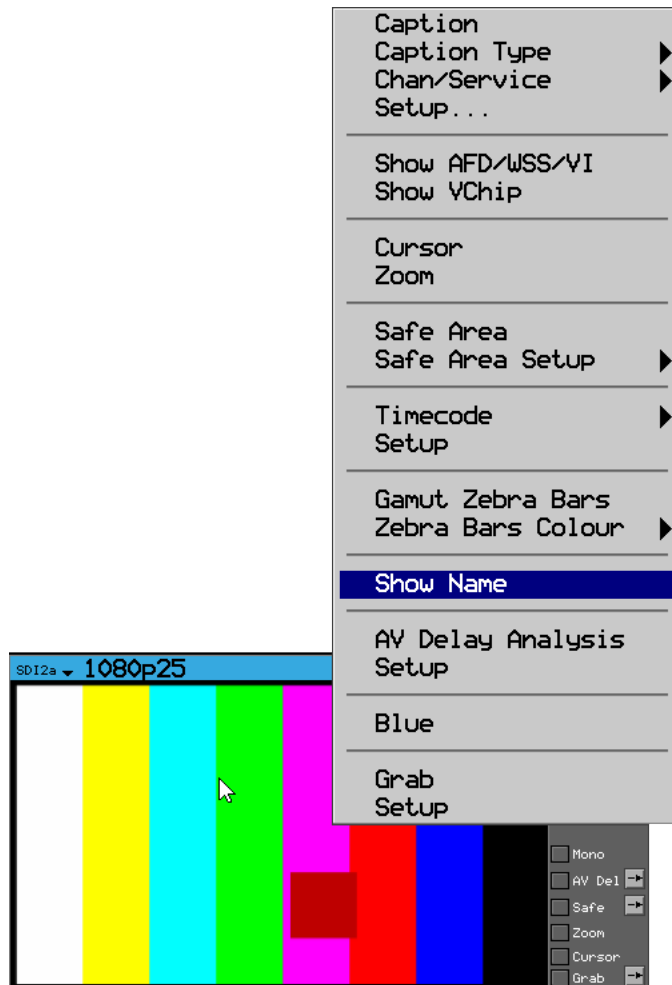 Caption
Caption Type
Chan/Service
Setup...
Show AFD/WSS/VI
Show VChip
Cursor
Zoom
Safe Area
Safe Area Setup
Timecode
Setup
Gamut Zebra Bars
Zebra Bars Colour
Show Name
AV Delay Analysis
Setup
Blue
Grab
Setup
SDI2a 1080p25
Mono
AV Del
Safe
Zoom
Cursor
Grab